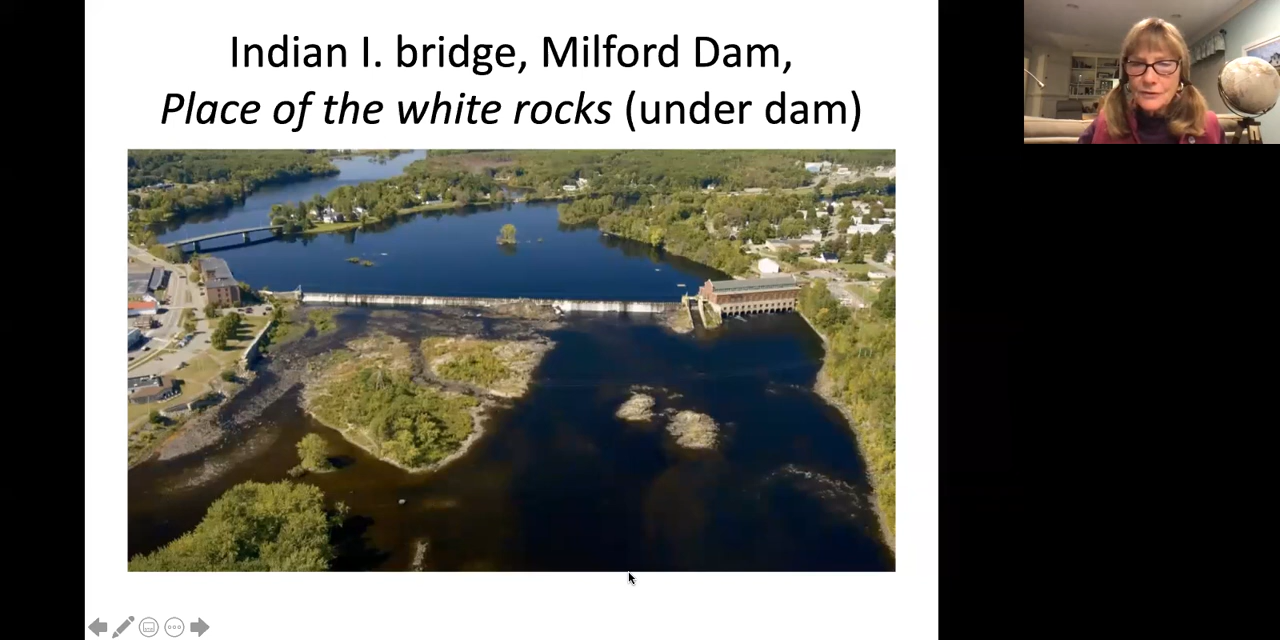 Indian I. bridge, Milford Dam,
Place of the white rocks (under dam)